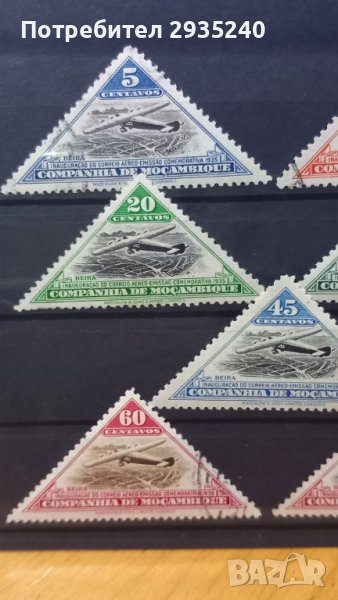 Потребител 2935240
5
CENTAVOS
BEIRA
INAUGURAÇÃO DO CORREIO AEREO-EMISSÃO COMEMORATIVA 1935
COMPANHIA DE MOÇAMBIQUE
20
CENTAVOS
BEIRA
INAUGURAÇÃO DO CORREIO AEREO-EMISSÃO COMEMORATIVA 1935
COMPANHIA DE MOÇAMBIQUE
45
CENTAVOS
BEIRA
INAUGURAÇÃO DO CORREIO AEREO-EMISSÃO
COMPANHIA DE MOÇAMBIQUE
60
CENTAVOS
BEIRA
INAUGURAÇÃO DO CORREIO AEREO-EMISSÃO COMEMORATIVA 1935
COMPANHIA DE MOÇAMBIQUE
BAZAR